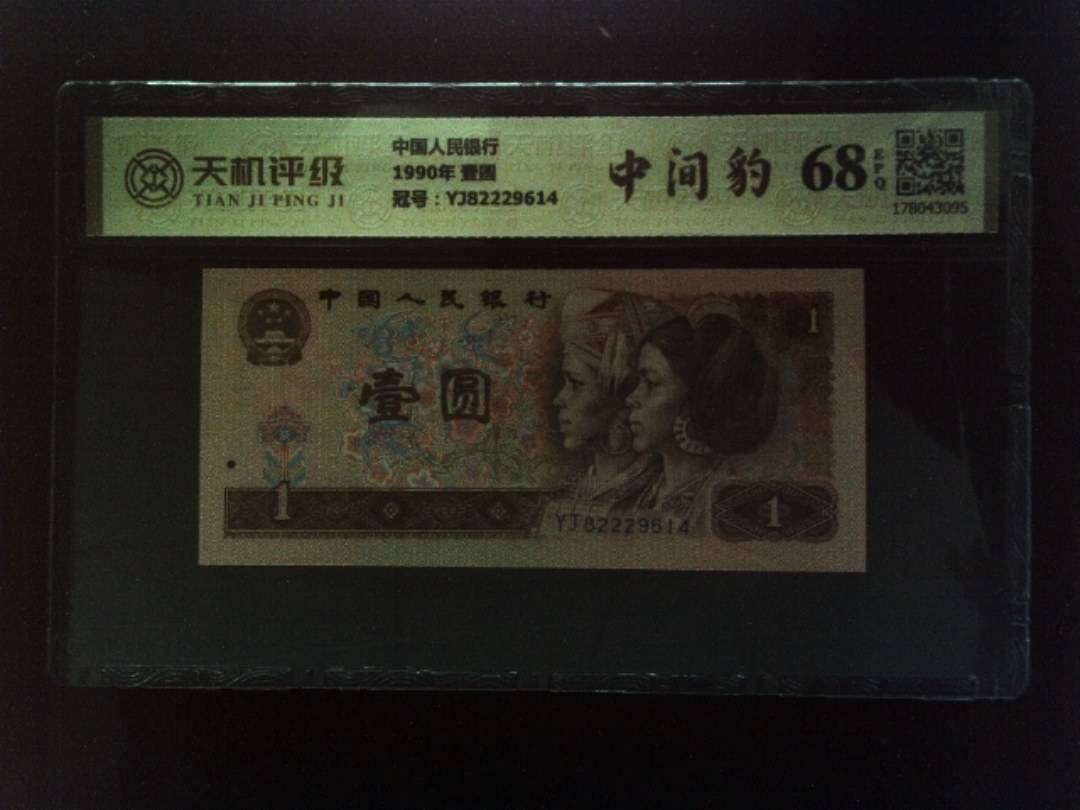 天机评级
TIAN JI PING JI
中国人民银行
1990年 壹圆
冠号：YJ82229614
中间豹
68
EPQ
178043095
中国人民银行
壹圆
1
1
YJ82229614
1